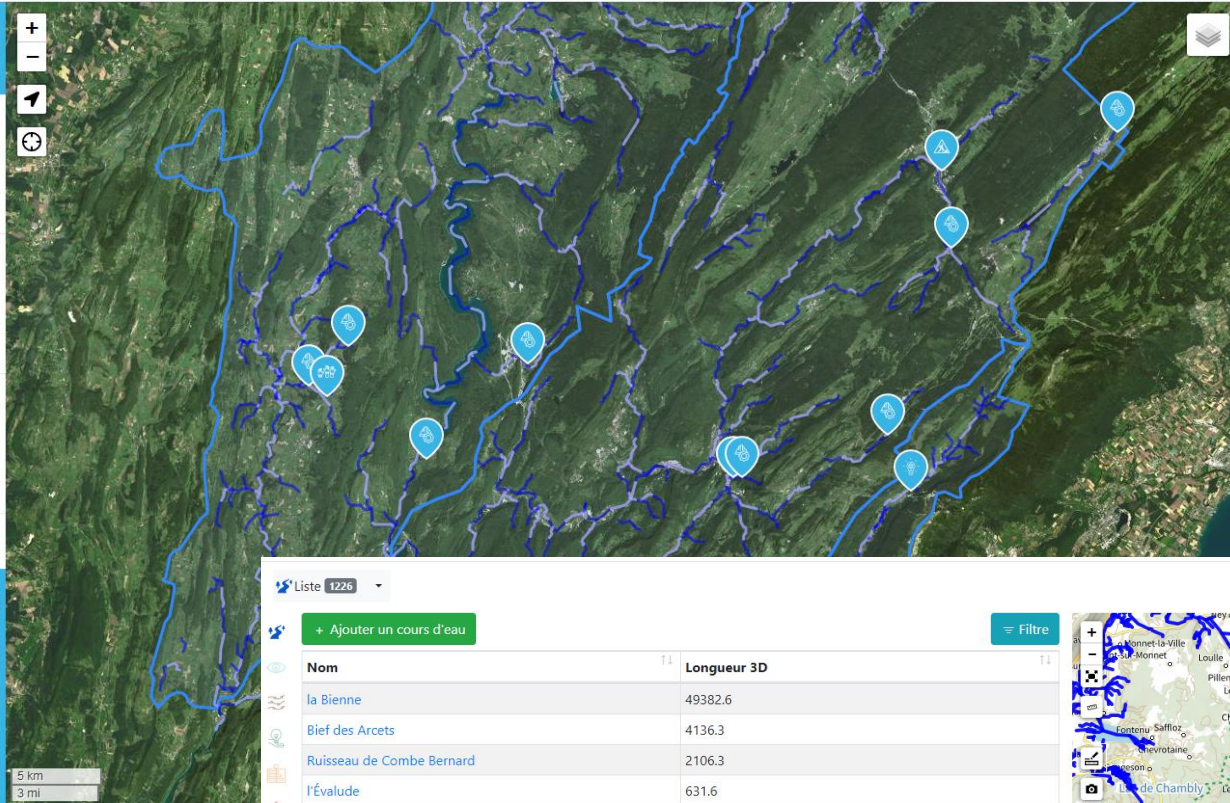 +
−
5 km
3 mi
Liste 1226
+ Ajouter un cours d'eau
Filtre
Nom
Longueur 3D
la Bienne
49382.6
Bief des Arcets
4136.3
Ruisseau de Combe Bernard
2106.3
l'Évalude
631.6
+
−
Monnet-la-Ville
Loulle
Fontenu
Saffloz
Chevrotaine
de Chambly